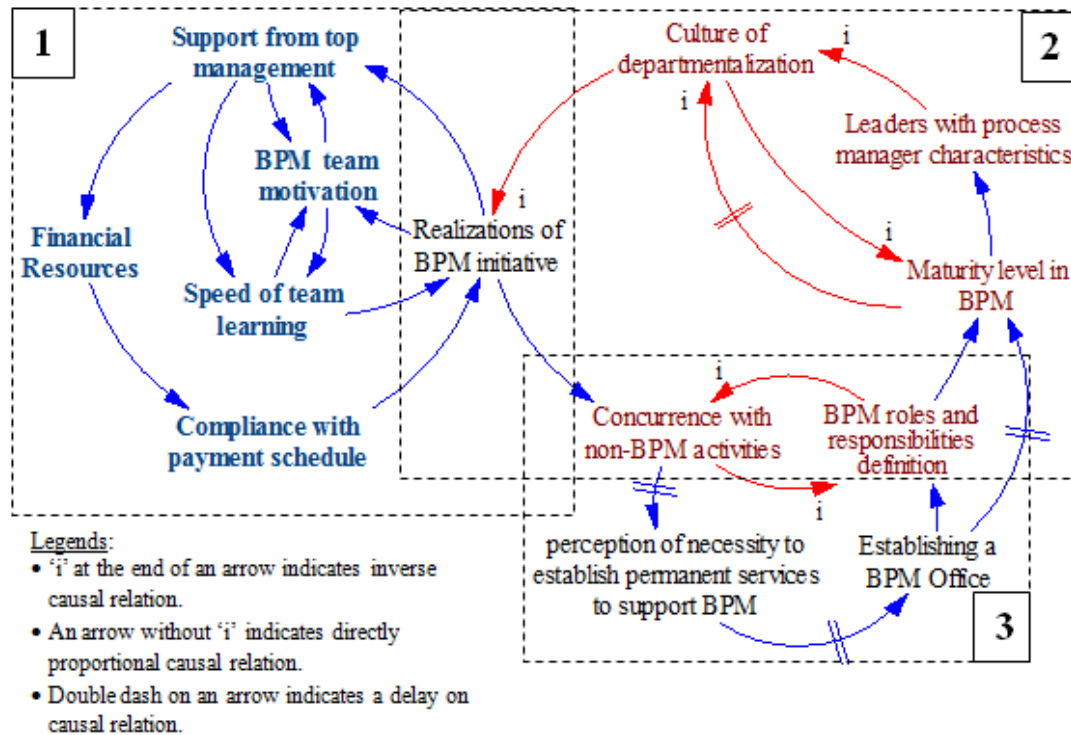 1
Support from top
management
BPM team
motivation
Financial
Resources
Speed of team
learning
Compliance with
payment schedule
i
Realizations of
BPM initiative
2
Culture of
departmentalization
i
i
Leaders with process
manager characteristics
i
Maturity level in
BPM
i
Concurrence with
non-BPM activities
BPM roles and
responsibilities
definition
i
perception of necessity to
establish permanent services
to support BPM
Establishing a
BPM Office
3
Legends:
• ‘i’ at the end of an arrow indicates inverse
causal relation.
• An arrow without ‘i’ indicates directly
proportional causal relation.
• Double dash on an arrow indicates a delay on
causal relation.